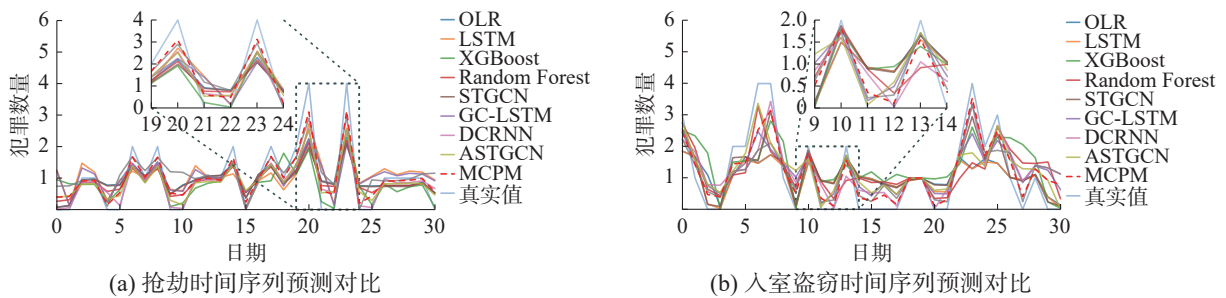 6
5
4
3
2
1
0
5
10
15
20
25
30
犯罪数量
日期
4
3
2
1
0
19
20
21
22
23
24
OLR
LSTM
XGBoost
Random Forest
STGCN
GC-LSTM
DCRNN
ASTGCN
MCPM
真实值
(a) 抢劫时间序列预测对比
6
5
4
3
2
1
0
5
10
15
20
25
30
犯罪数量
日期
2.0
1.5
1.0
0.5
0
9
10
11
12
13
14
OLR
LSTM
XGBoost
Random Forest
STGCN
GC-LSTM
DCRNN
ASTGCN
MCPM
真实值
(b) 入室盗窃时间序列预测对比